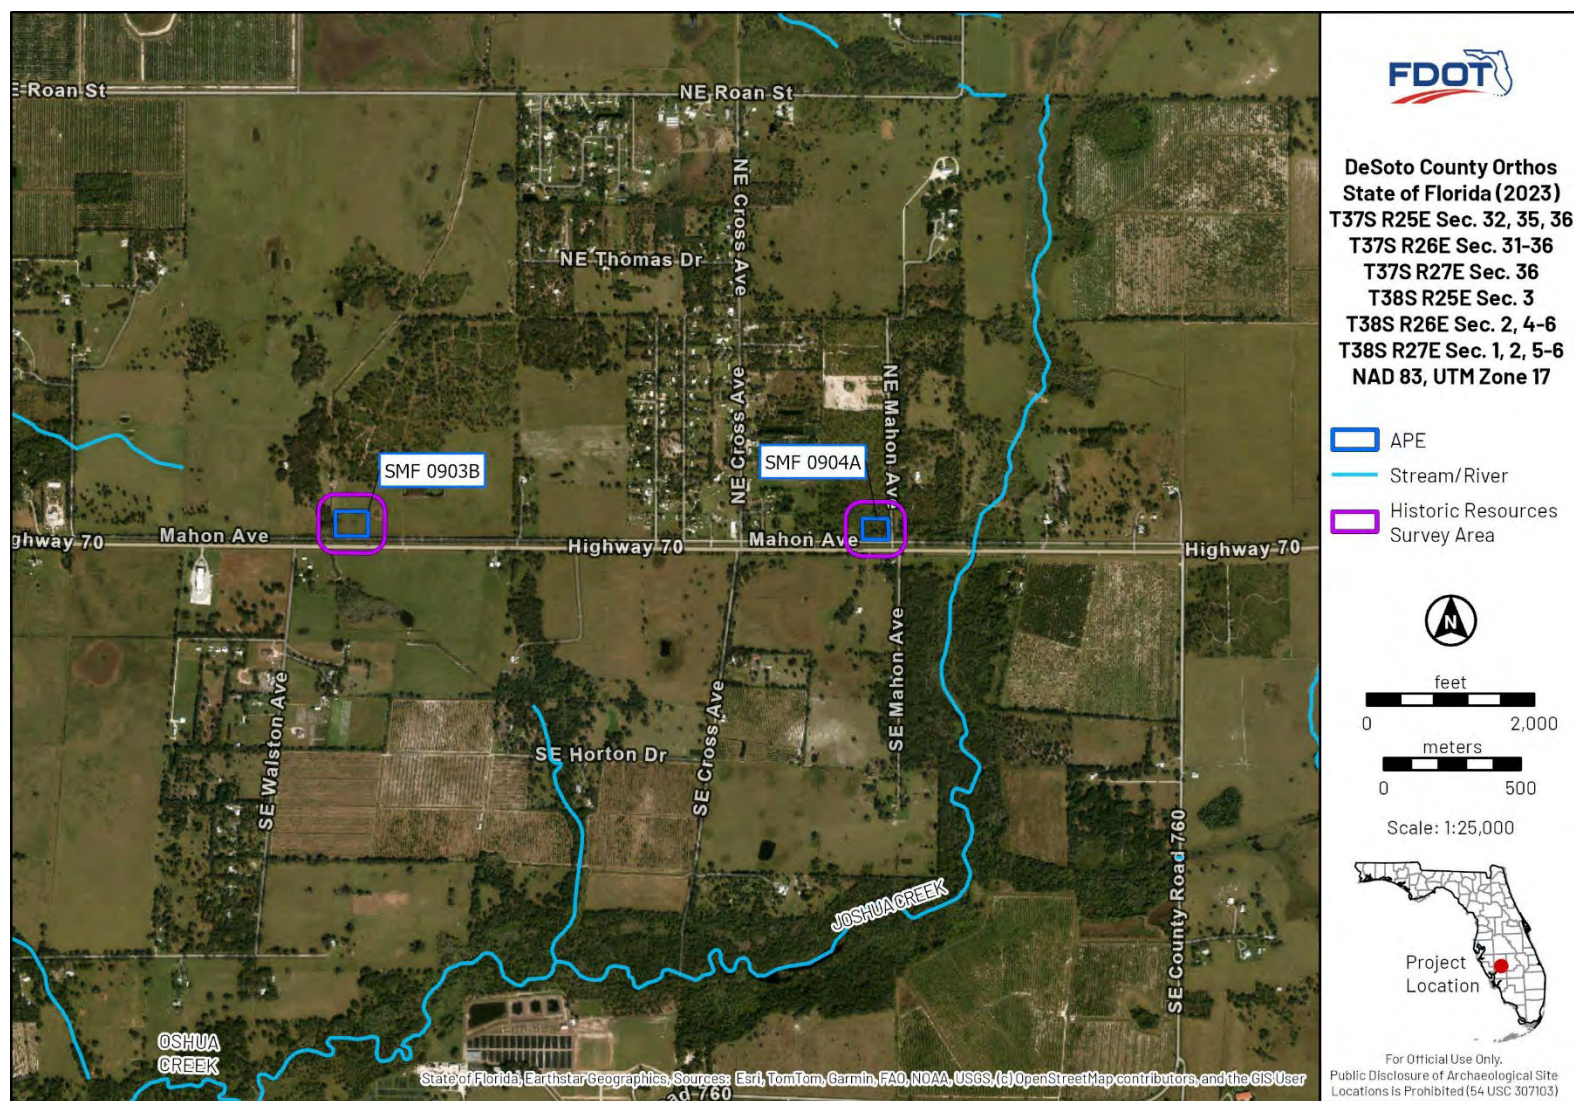 E Roan St
NE Roan St
NE Cross Ave
NE Thomas Dr
NE Cross Ave
NE Mahon Ave
SMF 0903B
SMF 0904A
Mahon Ave
Mahon Ave
ghway 70
Highway 70
Highway 70
SE Walston Ave
SE Cross Ave
SE Mahon Ave
SE Horton Dr
SE County Road 760
JOSHUA CREEK
OSHUA
CREEK
State of Florida, Earthstar Geographics, Sources: Esri, TomTom, Garmin, FAO, NOAA, USGS, (c) OpenStreetMap contributors, and the GIS User
ad 760
FDOT
DeSoto County Orthos
State of Florida (2023)
T37S R25E Sec. 32, 35, 36
T37S R26E Sec. 31-36
T37S R27E Sec. 36
T38S R25E Sec. 3
T38S R26E Sec. 2, 4-6
T38S R27E Sec. 1, 2, 5-6
NAD 83, UTM Zone 17
APE
Stream/River
Historic Resources
Survey Area
N
feet
0 2,000
meters
0 500
Scale: 1:25,000
Project
Location
For Official Use Only.
Public Disclosure of Archaeological Site
Locations is Prohibited (54 USC 307103)